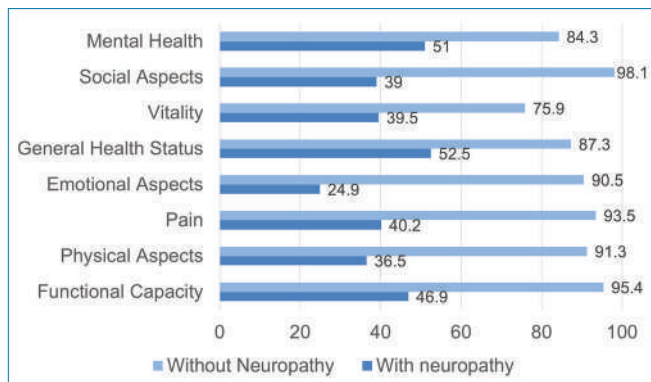 Mental Health
84.3
51
Social Aspects
98.1
39
Vitality
75.9
39.5
General Health Status
87.3
52.5
Emotional Aspects
90.5
24.9
Pain
93.5
40.2
Physical Aspects
91.3
36.5
Functional Capacity
95.4
46.9
0 20 40 60 80 100
Without Neuropathy With neuropathy